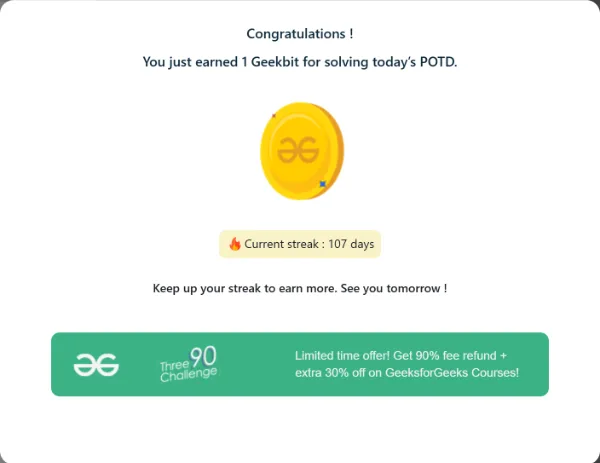 Congratulations !
You just earned 1 Geekbit for solving today's POTD.
Current streak : 107 days
Keep up your streak to earn more. See you tomorrow !
Three 90
Challenge
Limited time offer! Get 90% fee refund +
extra 30% off on GeeksforGeeks Courses!